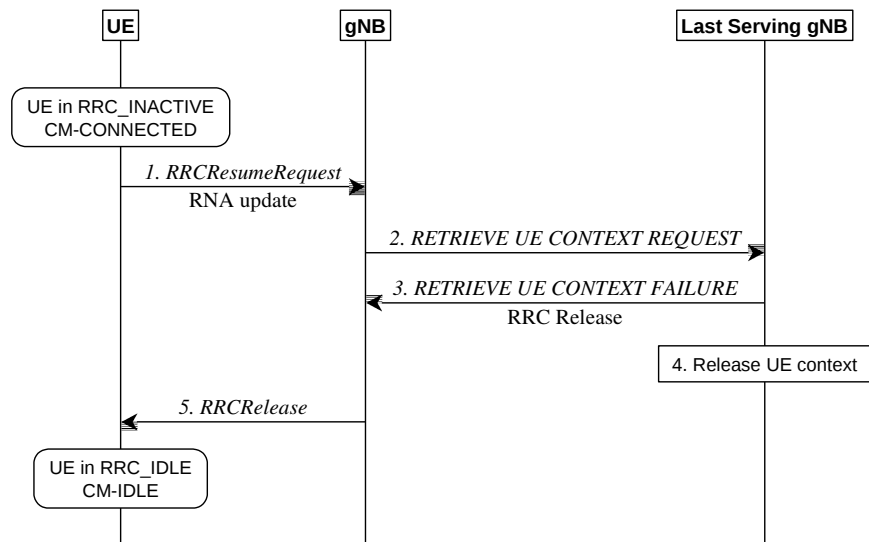 UE
gNB
Last Serving gNB
UE in RRC_INACTIVE
CM-CONNECTED
1. RRCResumeRequest
RNA update
2. RETRIEVE UE CONTEXT REQUEST
3. RETRIEVE UE CONTEXT FAILURE
RRC Release
4. Release UE context
5. RRCRelease
UE in RRC_IDLE
CM-IDLE